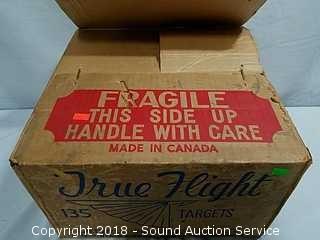 FRAGILE
THIS SIDE UP
HANDLE WITH CARE
MADE IN CANADA
True Flight
135 TARGETS
Copyright 2018 - Sound Auction Service